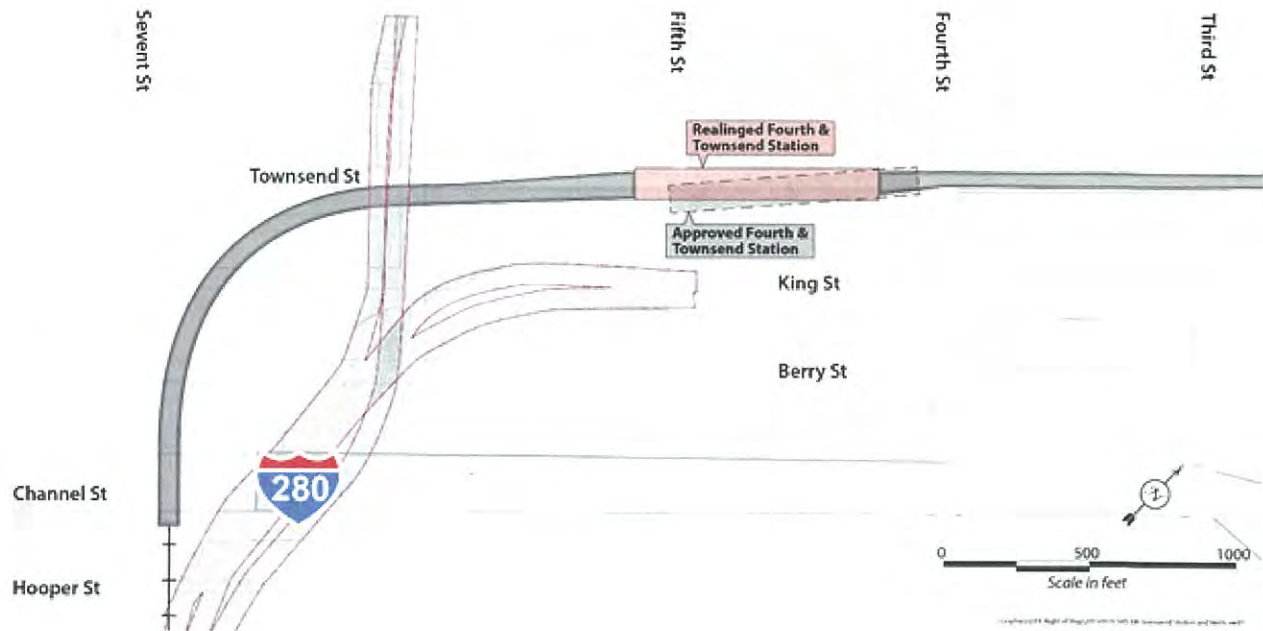 Sevent St
Fifth St
Fourth St
Third St
Realinged Fourth &
Townsend Station
Townsend St
Approved Fourth &
Townsend Station
King St
Berry St
280
Channel St
Hooper St
0 500 1000
Scale in feet